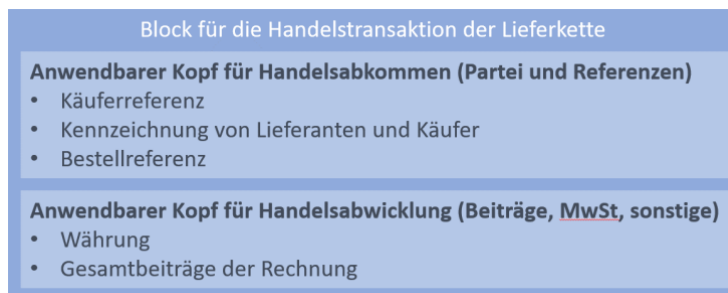 Block für die Handelstransaktion der Lieferkette
Anwendbarer Kopf für Handelsabkommen (Partei und Referenzen)
• Käuferreferenz
• Kennzeichnung von Lieferanten und Käufer
• Bestellreferenz
Anwendbarer Kopf für Handelsabwicklung (Beiträge, MwSt, sonstige)
• Währung
• Gesamtbeiträge der Rechnung